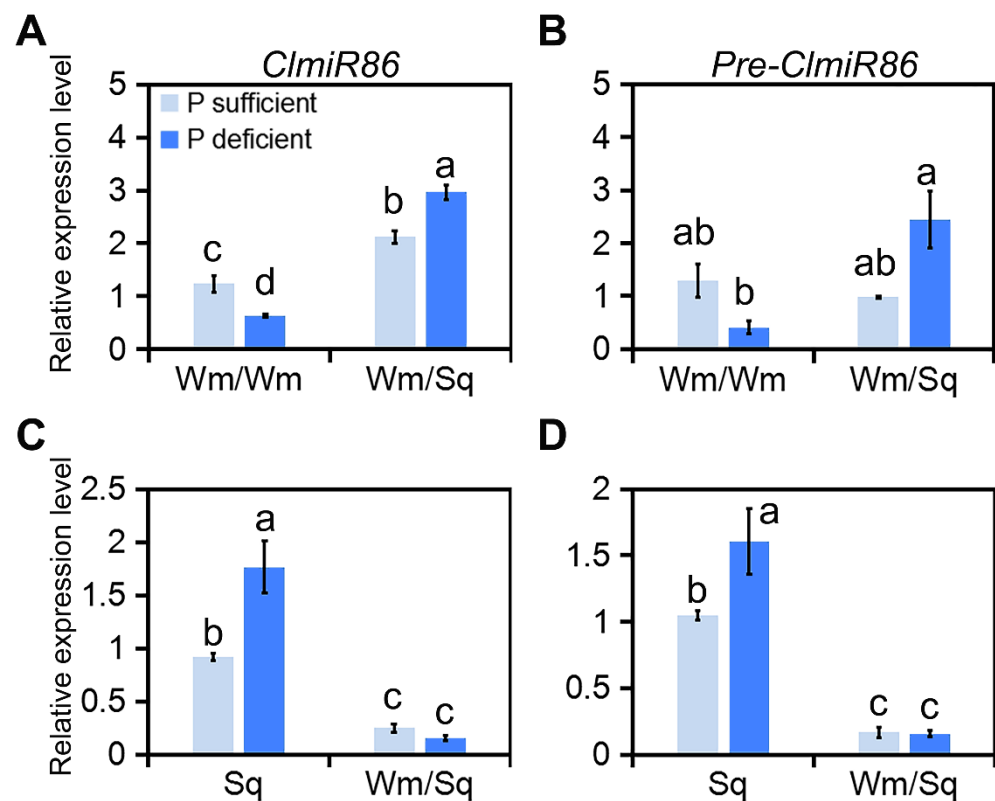 A
B
ClmiR86
Pre-ClmiR86
Relative expression level
5
4
3
2
1
0
P sufficient
P deficient
c
d
b
a
Wm/Wm
Wm/Sq
5
4
3
2
1
0
ab
b
ab
a
Wm/Wm
Wm/Sq
C
D
Relative expression level
2.5
2
1.5
1
0.5
0
b
a
c
c
Sq
Wm/Sq
2
1.5
1
0.5
0
b
a
c
c
Sq
Wm/Sq